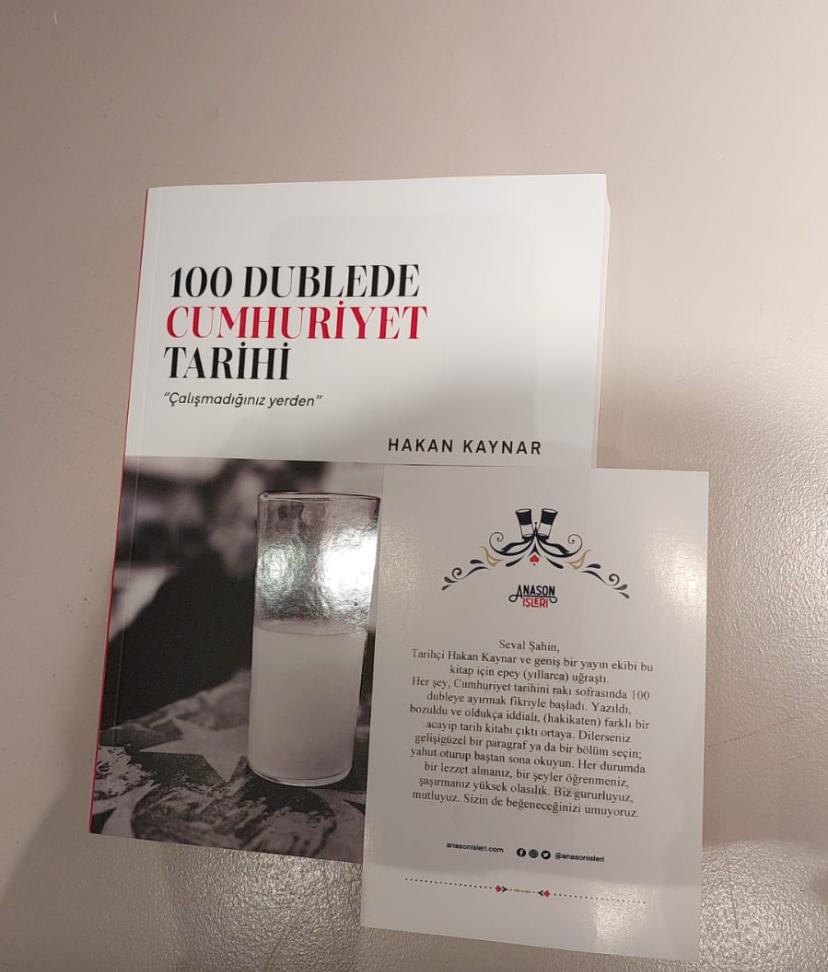 100 DUBLEDE
CUMHURİYET
TARİHİ
"Çalışmadığınız yerden"
HAKAN KAYNAR
ANASON
İŞLERİ
Seval Şahin,
Tarihçi Hakan Kaynar ve geniş bir yayın ekibi bu
kitap için epey (yıllarca) uğraştı.
Her şey, Cumhuriyet tarihini rakı sofrasında 100
dubleye ayırmak fikriyle başladı. Yazıldı,
bozuldu ve oldukça iddialı, (hakikaten) farklı bir
acayip tarih kitabı çıktı ortaya. Dilerseniz
gelişigüzel bir paragraf ya da bir bölüm seçin;
yahut oturup baştan sona okuyun. Her durumda
bir lezzet almanız, bir şeyler öğrenmeniz,
şaşırmanız yüksek olasılık. Biz gururluyuz,
mutluyuz. Sizin de beğeneceğinizi umuyoruz.
anasonisleri.com @anasonisleri